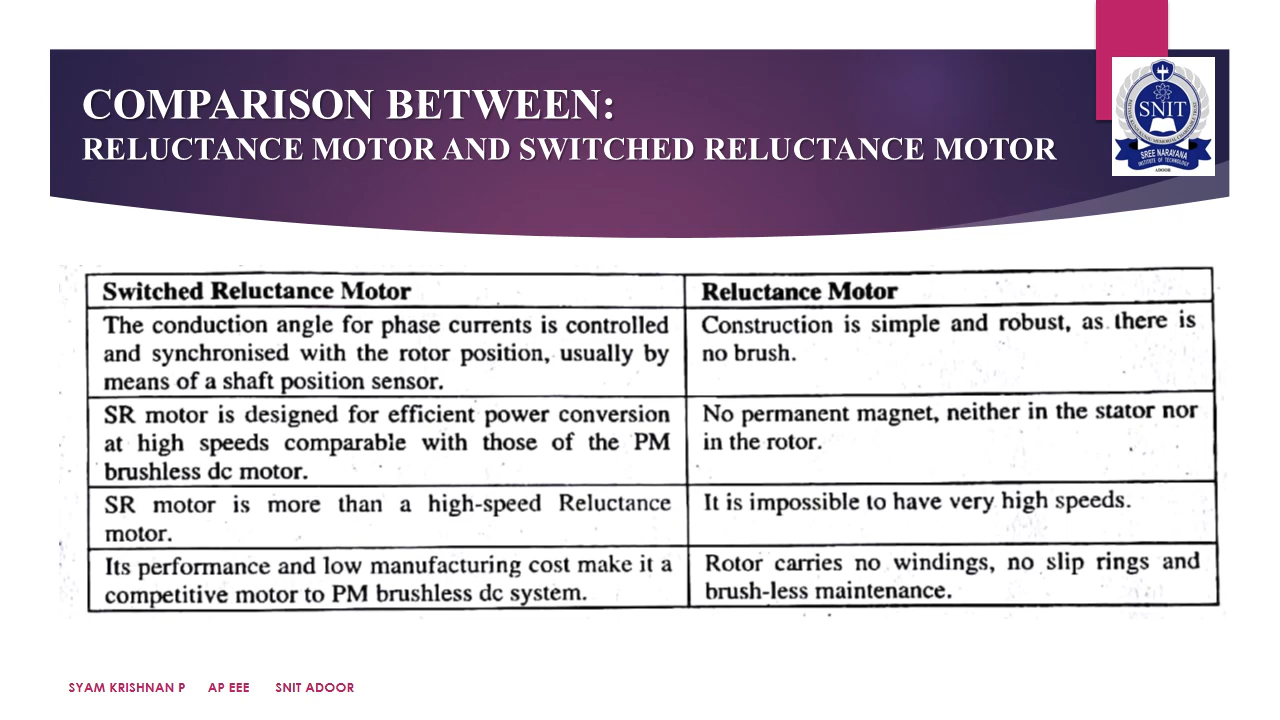 COMPARISON BETWEEN:
RELUCTANCE MOTOR AND SWITCHED RELUCTANCE MOTOR
SNIT
SREE NARAYANA
INSTITUTE OF TECHNOLOGY
ADOOR
Switched Reluctance Motor
Reluctance Motor
The conduction angle for phase currents is controlled
and synchronised with the rotor position, usually by
means of a shaft position sensor.
Construction is simple and robust, as there is
no brush.
SR motor is designed for efficient power conversion
at high speeds comparable with those of the PM
brushless dc motor.
No permanent magnet, neither in the stator nor
in the rotor.
SR motor is more than a high-speed Reluctance
motor.
It is impossible to have very high speeds.
Its performance and low manufacturing cost make it a
competitive motor to PM brushless dc system.
Rotor carries no windings, no slip rings and
brush-less maintenance.
SYAM KRISHNAN P AP EEE SNIT ADOOR